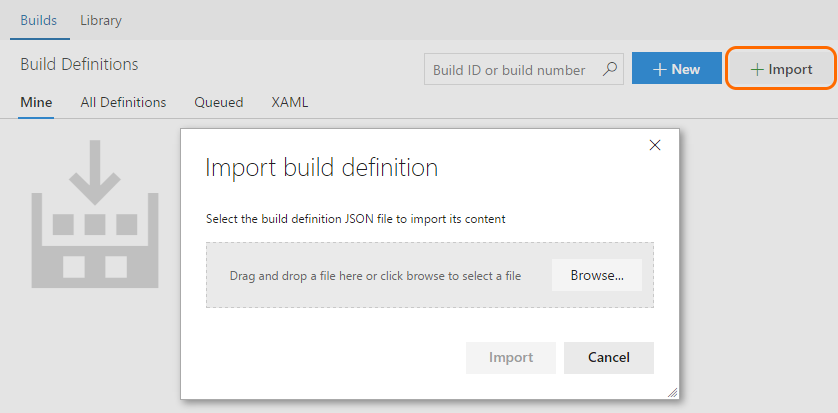 Builds Library
Build Definitions
Build ID or build number
+ New
+ Import
Mine All Definitions Queued XAML
Import build definition
Select the build definition JSON file to import its content
Drag and drop a file here or click browse to select a file
Browse...
Import Cancel